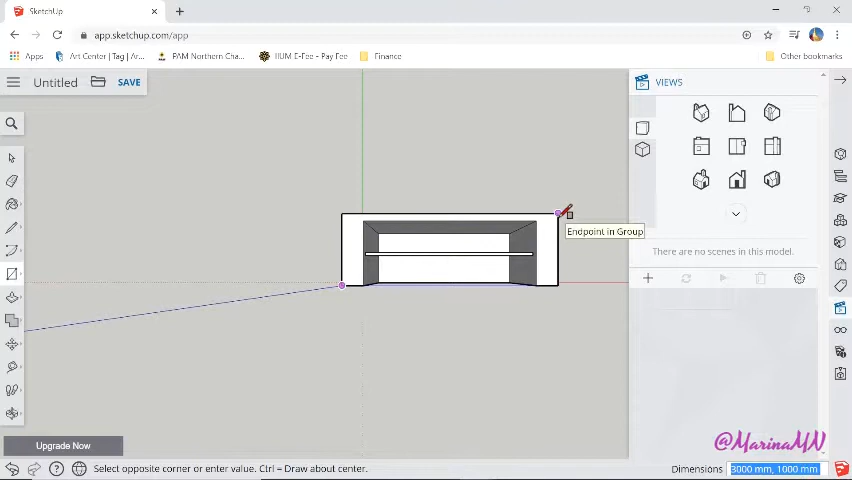 SketchUp
app.sketchup.com/app
Apps
Art Center | Tag | Ar...
PAM Northern Cha...
IIUM E-Fee - Pay Fee
Finance
Other bookmarks
Untitled
SAVE
VIEWS
Endpoint in Group
There are no scenes in this model.
Upgrade Now
@MarinaMN
Select opposite corner or enter value. Ctrl = Draw about center.
Dimensions
3000 mm, 1000 mm